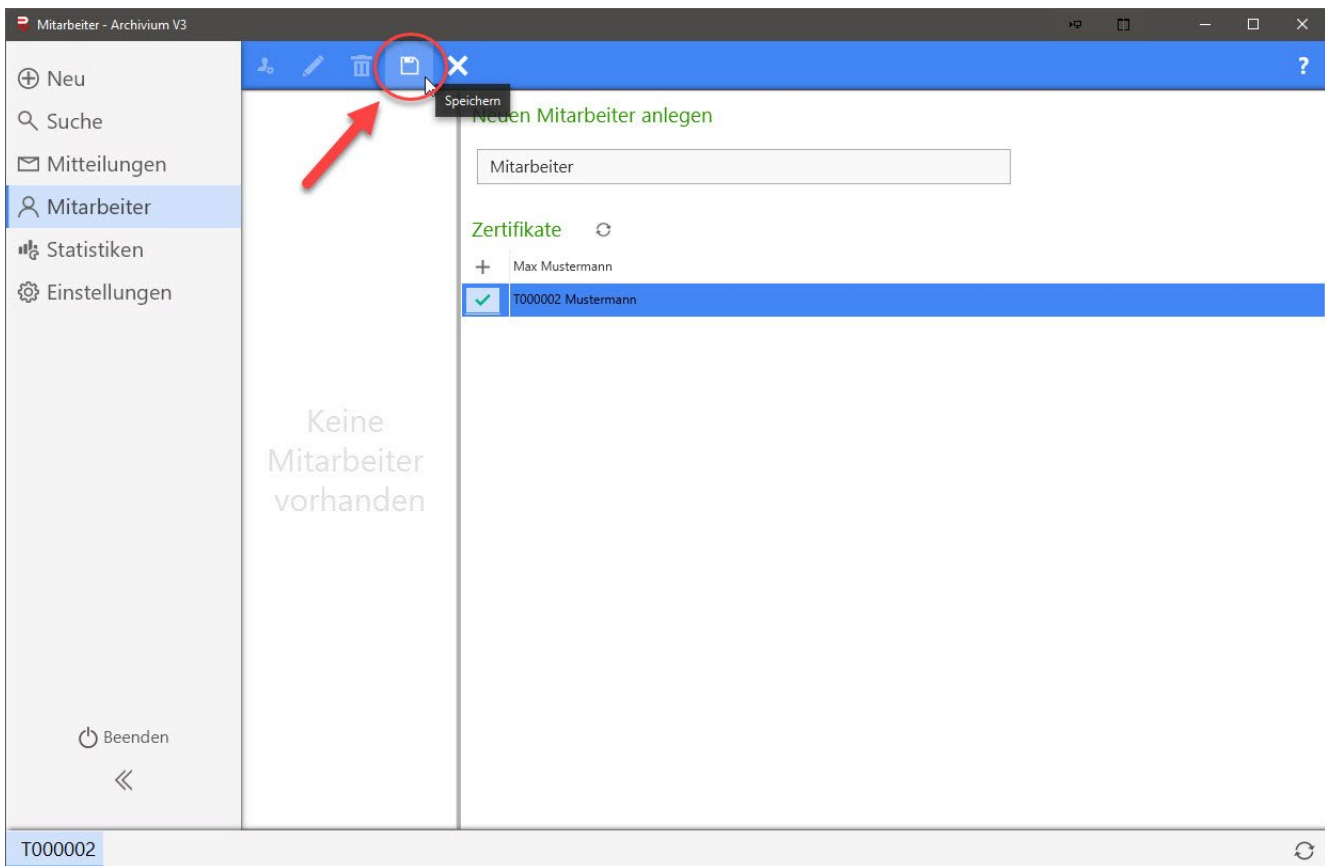 Mitarbeiter - Archivium V3
Neu
Suche
Mitteilungen
Mitarbeiter
Statistiken
Einstellungen
Beenden
?
Speichern
Neuen Mitarbeiter anlegen
Mitarbeiter
Zertifikate
Max Mustermann
T000002 Mustermann
Keine
Mitarbeiter
vorhanden
T000002